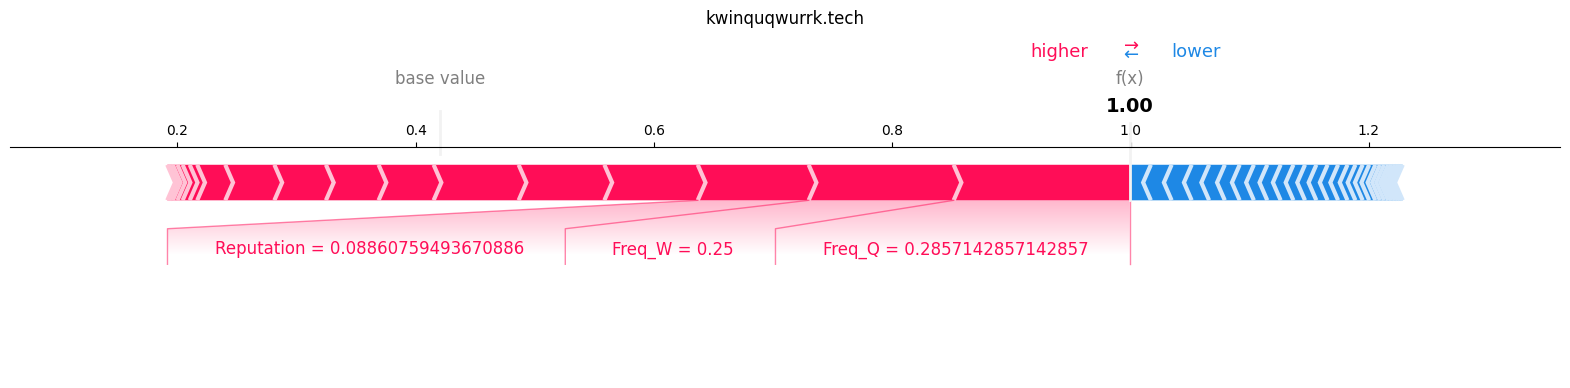 kwinquqwurrk.tech
higher → ← lower
base value f(x)
1.00
0.2 0.4 0.6 0.8 1.0 1.2
Reputation = 0.08860759493670886 Freq_W = 0.25 Freq_Q = 0.2857142857142857